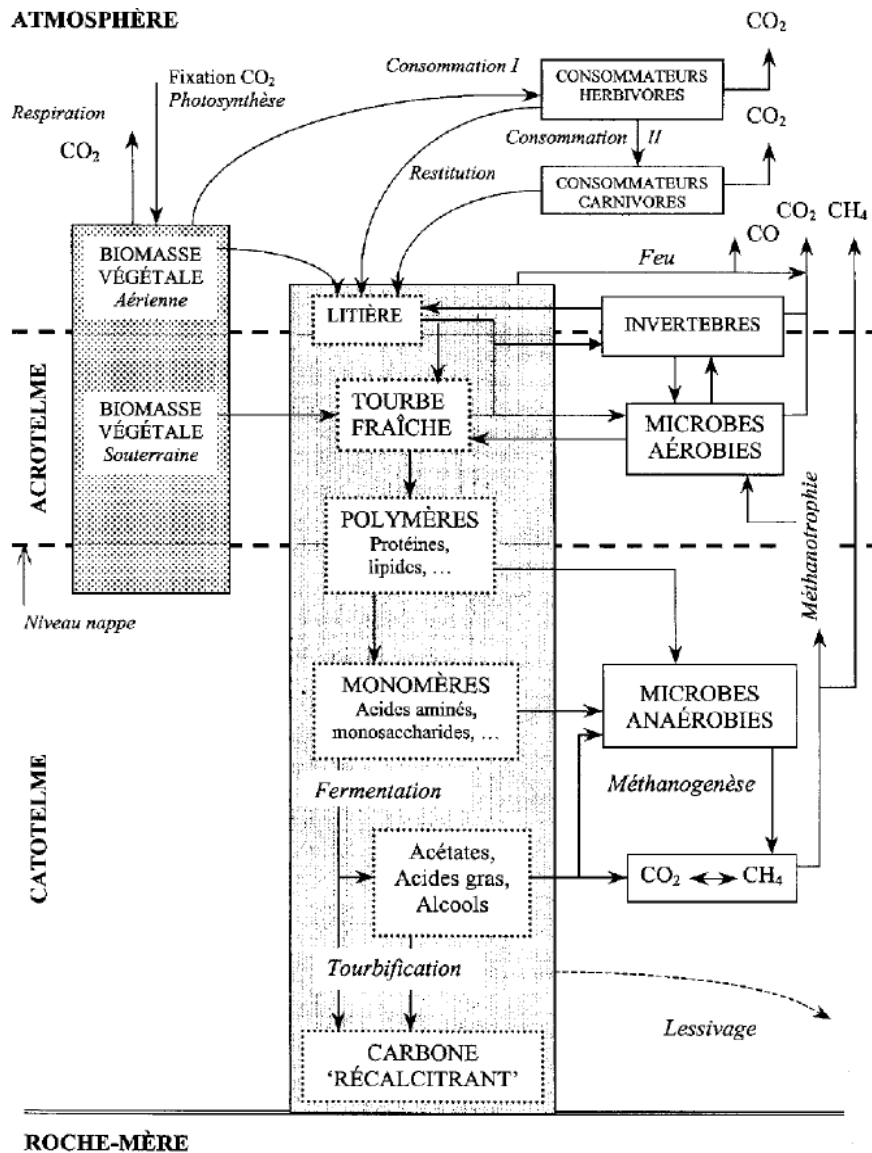 ATMOSPHÈRE
CO₂
Fixation CO₂
Photosynthèse
Consommation I
CONSOMMATEURS
HERBIVORES
Respiration
CO₂
CO₂
Consommation II
Restitution
CONSOMMATEURS
CARNIVORES
CO₂ CH₄
CO
BIOMASSE
VÉGÉTALE
Aérienne
Feu
LITIÈRE
INVERTEBRES
ACROTELME
BIOMASSE
VÉGÉTALE
Souterraine
TOURBE
FRAÎCHE
MICROBES
AÉROBIES
POLYMÈRES
Protéines,
lipides, ...
Méthanotrophie
Niveau nappe
MONOMÈRES
Acides aminés,
monosaccharides, ...
MICROBES
ANAÉROBIES
CATOTELME
Fermentation
Méthanogenèse
Acétates,
Acides gras,
Alcools
CO₂ CH₄
Tourbification
Lessivage
CARBONE
‘RÉCALCITRANT’
ROCHE-MÈRE